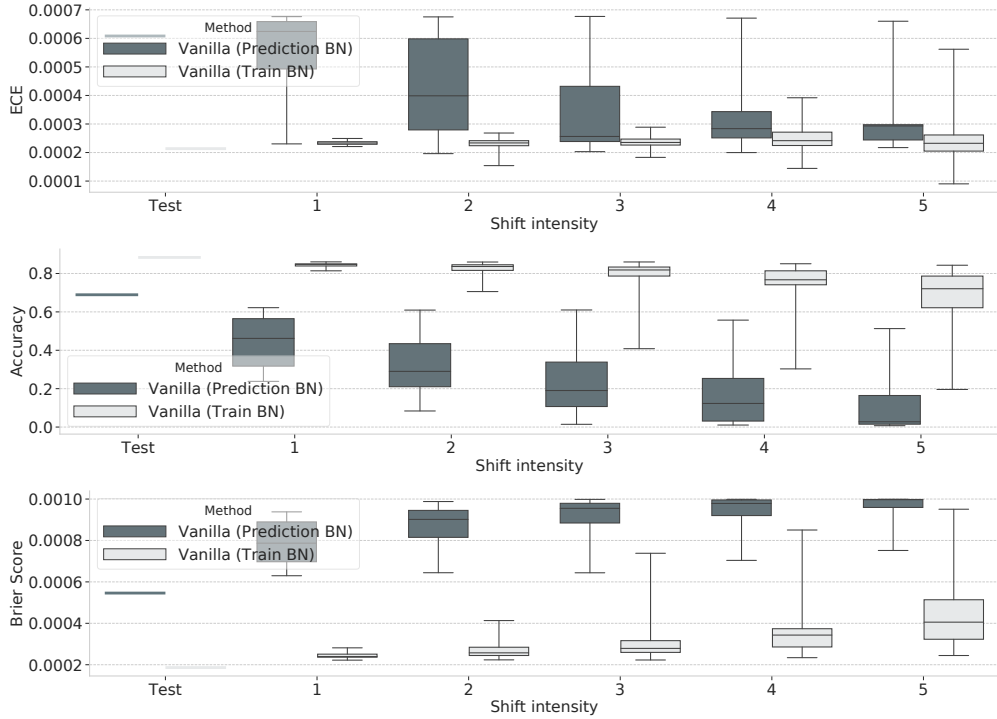 0.0007
0.0006
0.0005
0.0004
0.0003
0.0002
0.0001
ECE
Method
Vanilla (Prediction BN)
Vanilla (Train BN)
Test 1 2 3 4 5
Shift intensity
0.8
0.6
0.4
0.2
0.0
Accuracy
Method
Vanilla (Prediction BN)
Vanilla (Train BN)
Test 1 2 3 4 5
Shift intensity
0.0010
0.0008
0.0006
0.0004
0.0002
Brier Score
Method
Vanilla (Prediction BN)
Vanilla (Train BN)
Test 1 2 3 4 5
Shift intensity